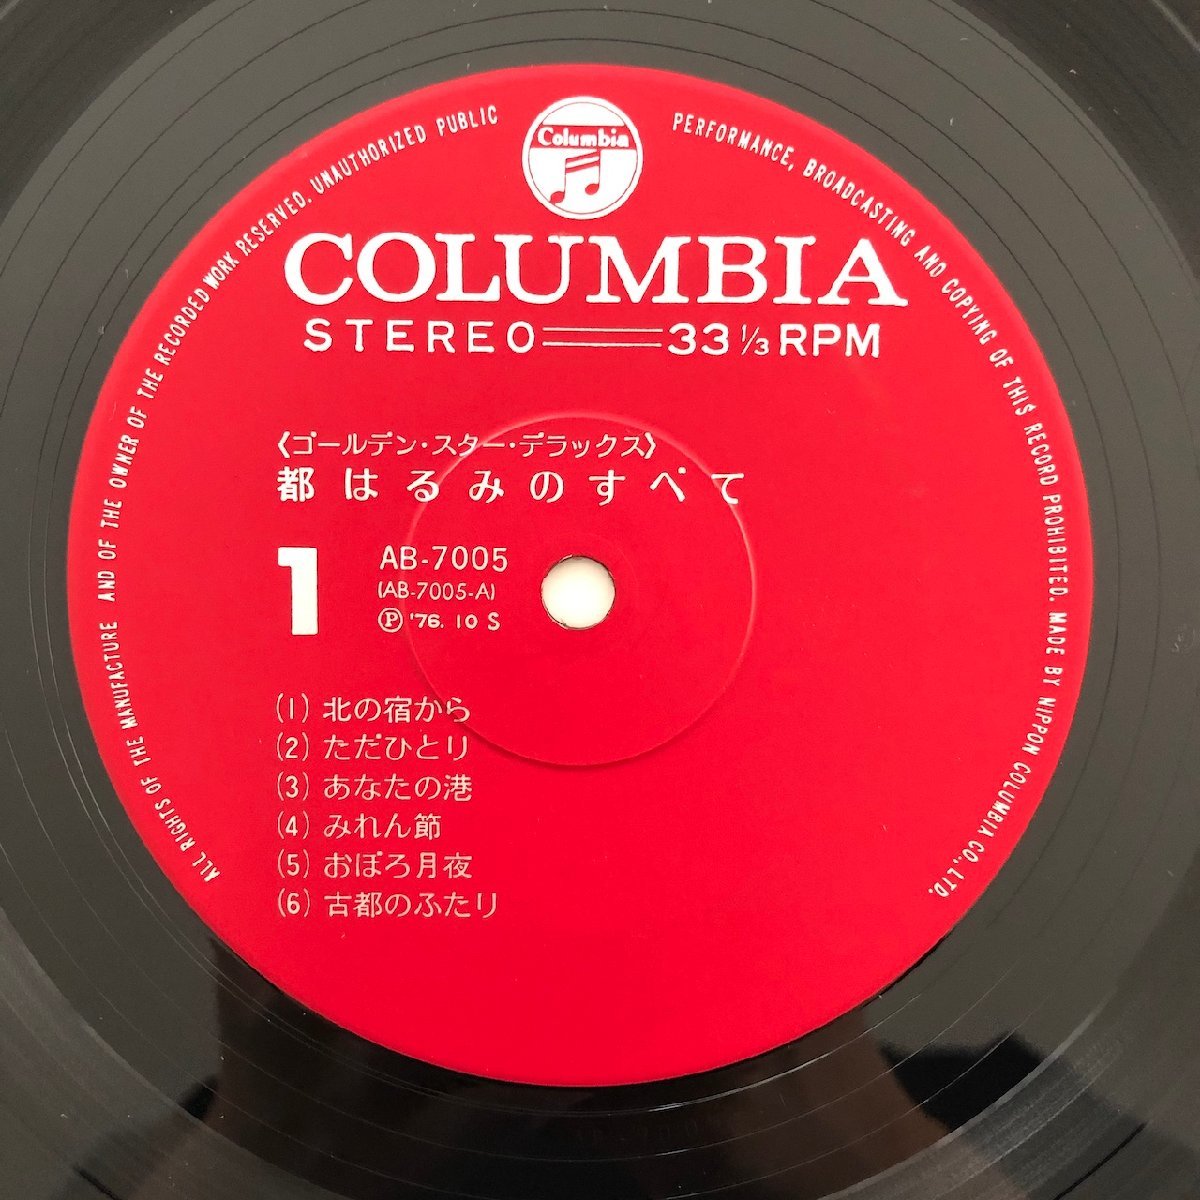 Columbia
COLUMBIA
STEREO 33 1/3 RPM
〈ゴールデン・スター・デラックス〉
都はるみのすべて
1
AB-7005
(AB-7005-A)
Ⓟ '76. 10 S
(1) 北の宿から
(2) ただひとり
(3) あなたの港
(4) みれん節
(5) おぼろ月夜
(6) 古都のふたり
ALL RIGHTS OF THE MANUFACTURE AND OF THE OWNER OF THE RECORDED WORK RESERVED. UNAUTHORIZED PUBLIC PERFORMANCE, BROADCASTING AND COPYING OF THIS RECORD PROHIBITED. MADE BY NIPPON COLUMBIA CO., LTD.